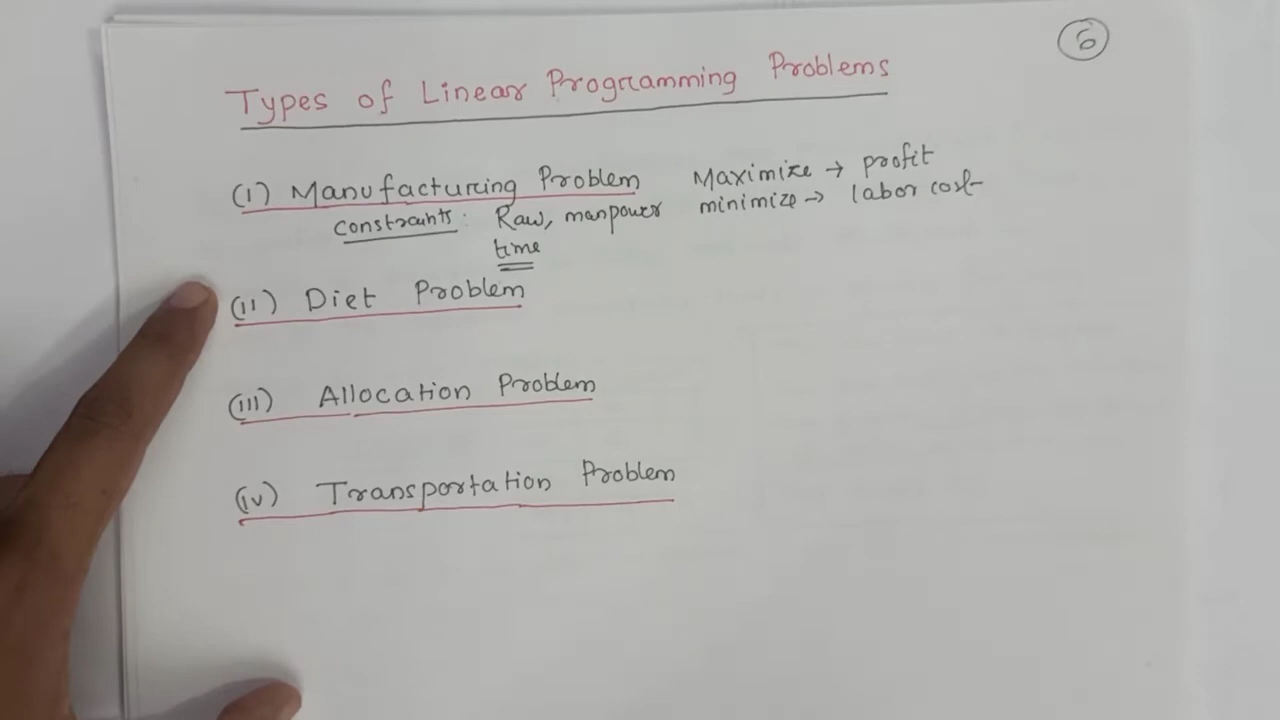 6
Types of Linear Programming Problems
(I) Manufacturing Problem Maximize → profit
constraints: Raw, manpower minimize → labor cost
time
(II) Diet Problem
(III) Allocation Problem
(IV) Transportation Problem